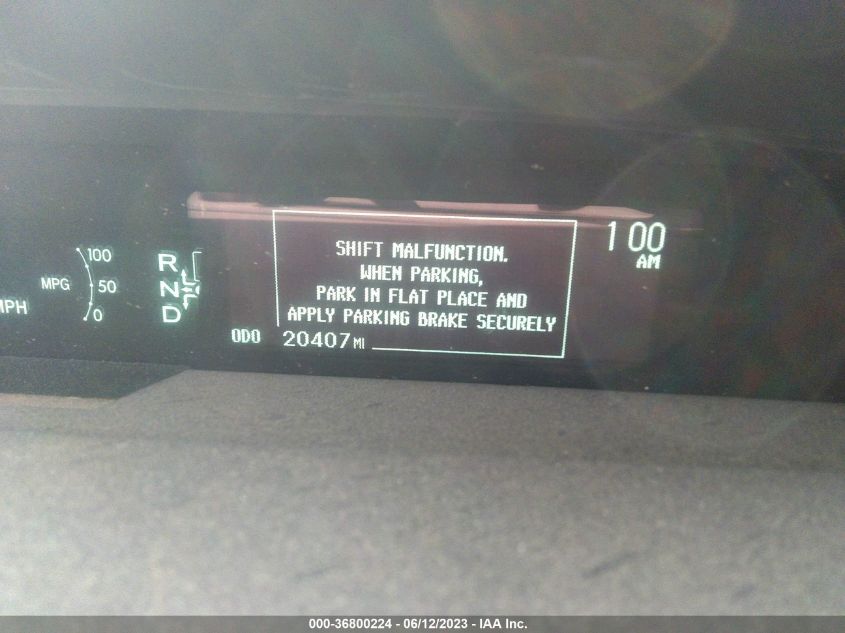 1:00
AM
SHIFT MALFUNCTION.
WHEN PARKING,
PARK IN FLAT PLACE AND
APPLY PARKING BRAKE SECURELY
100
MPG 50
0
MPH
R
N
D
ODO 20407 MI
000-36800224 - 06/12/2023 - IAA Inc.